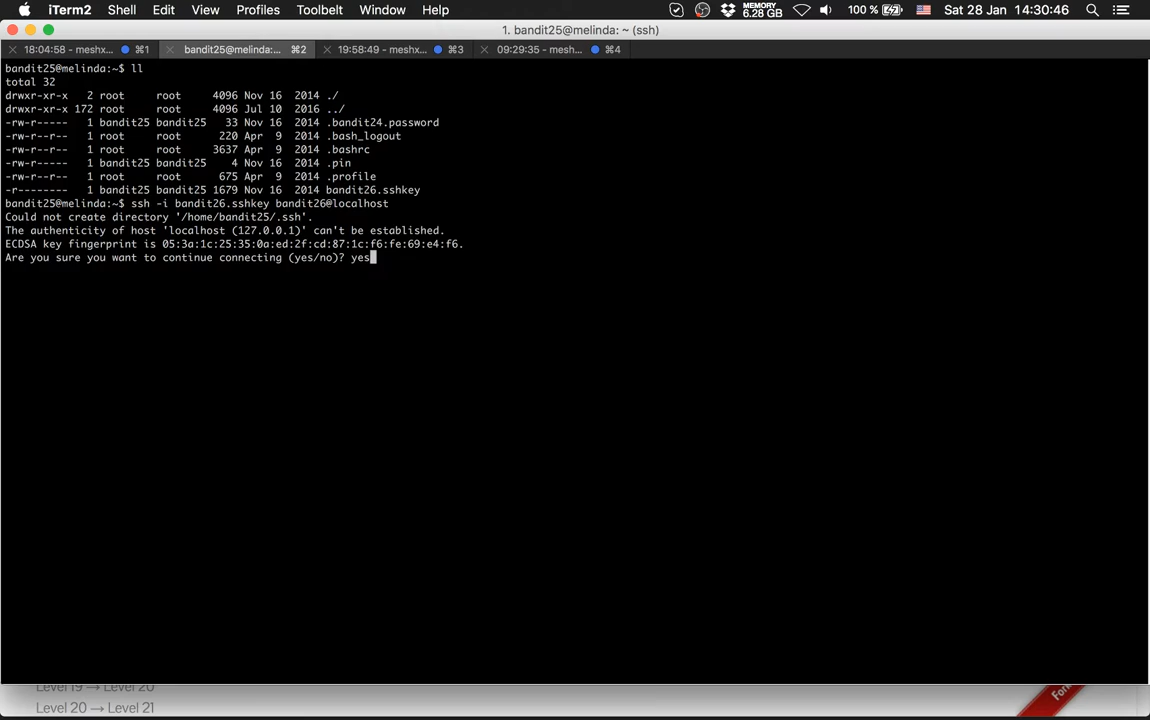 iTerm2 Shell Edit View Profiles Toolbelt Window Help MEMORY 6.28 GB 100 % Sat 28 Jan 14:30:46
1. bandit25@melinda: ~ (ssh)
18:04:58 - meshx... ⌘1 bandit25@melinda:... ⌘2 19:58:49 - meshx... ⌘3 09:29:35 - mesh... ⌘4
bandit25@melinda:~$ ll
total 32
drwxr-xr-x 2 root root 4096 Nov 16 2014 ./
drwxr-xr-x 172 root root 4096 Jul 10 2016 ../
-rw-r----- 1 bandit25 bandit25 33 Nov 16 2014 .bandit24.password
-rw-r--r-- 1 root root 220 Apr 9 2014 .bash_logout
-rw-r--r-- 1 root root 3637 Apr 9 2014 .bashrc
-rw-r----- 1 bandit25 bandit25 4 Nov 16 2014 .pin
-rw-r--r-- 1 root root 675 Apr 9 2014 .profile
-r-------- 1 bandit25 bandit25 1679 Nov 16 2014 bandit26.sshkey
bandit25@melinda:~$ ssh -i bandit26.sshkey bandit26@localhost
Could not create directory '/home/bandit25/.ssh'.
The authenticity of host 'localhost (127.0.0.1)' can't be established.
ECDSA key fingerprint is 05:3a:1c:25:35:0a:ed:2f:cd:87:1c:f6:fe:69:e4:f6.
Are you sure you want to continue connecting (yes/no)? yes
Level 19 → Level 20
Level 20 → Level 21